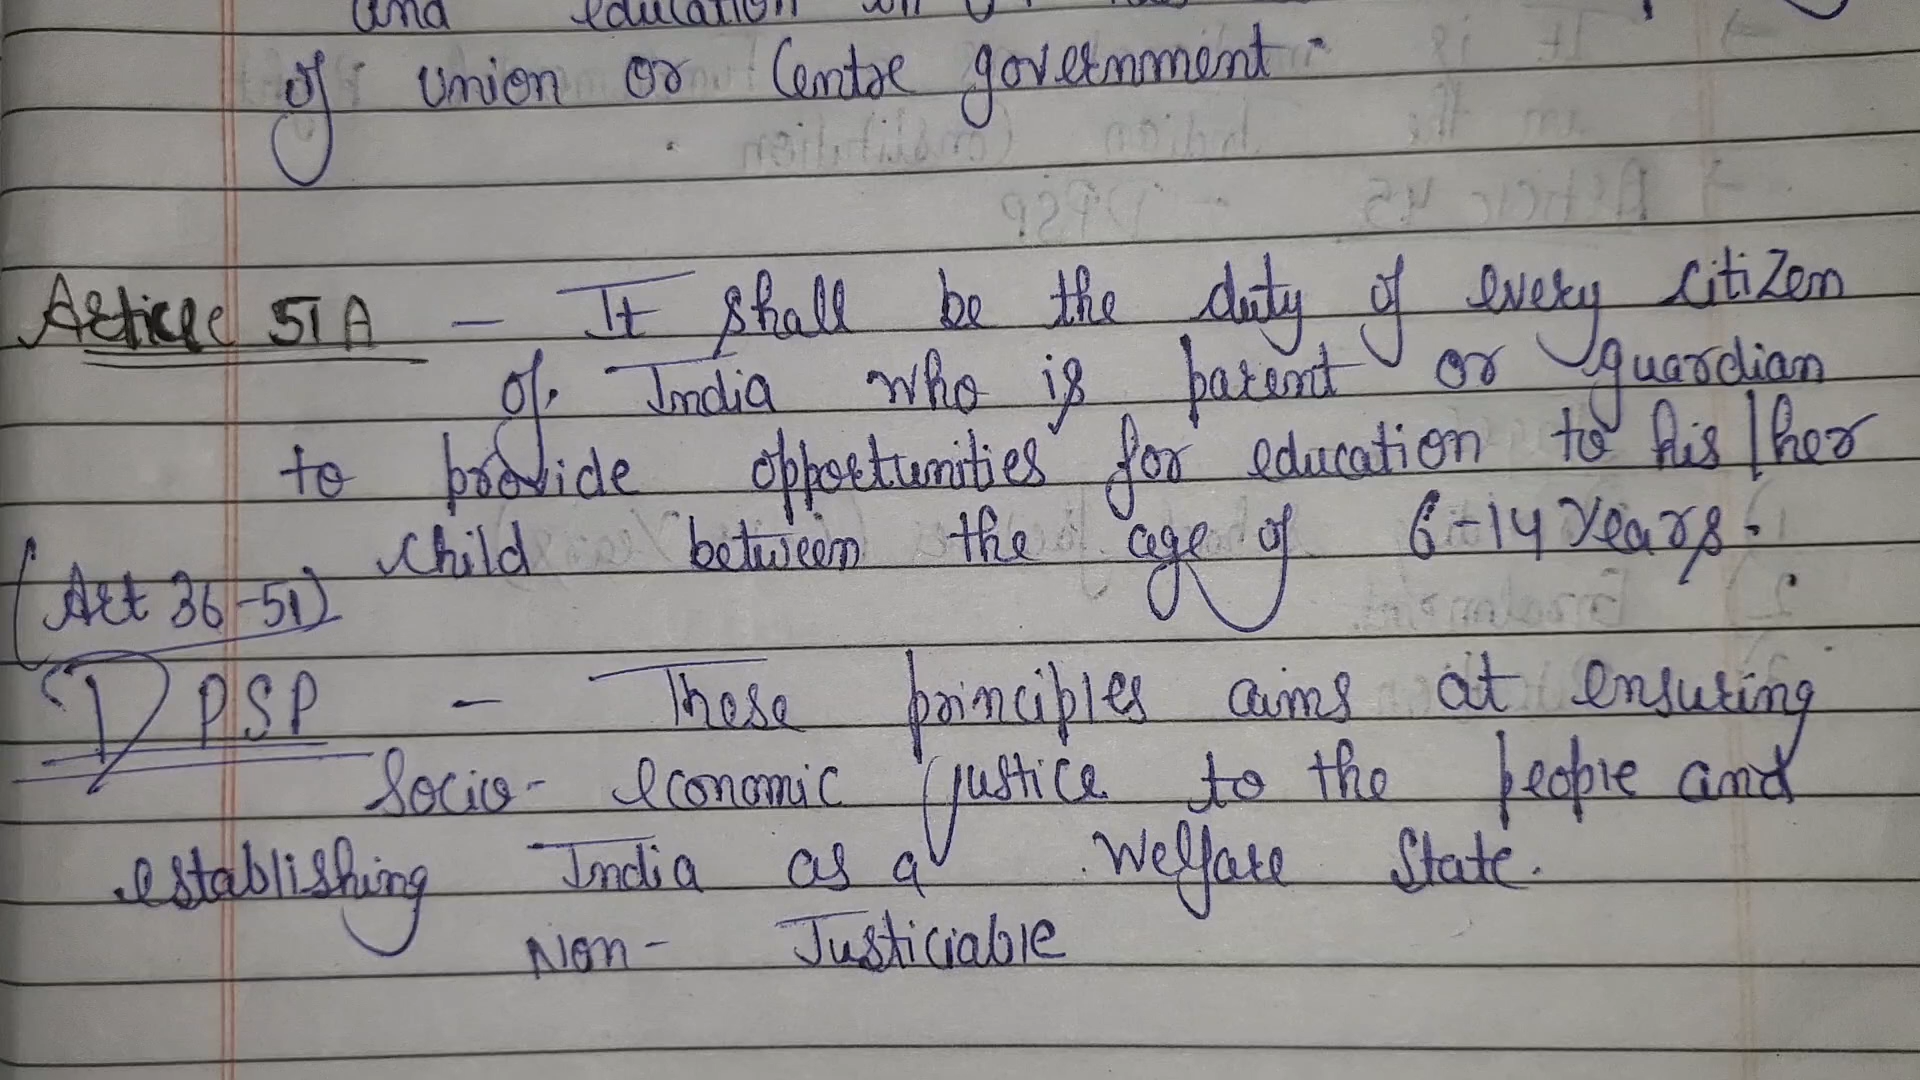 and education
of union or Centre government.
Article 51A - It shall be the duty of every citizen
of India who is parent or guardian
to provide opportunities for education to his/her
child between the age of 6-14 Years.
(Art 36-51)
DPSP - These principles aims at ensuring
Socio-economic justice to the people and
establishing India as a Welfare State.
Non-Justiciable